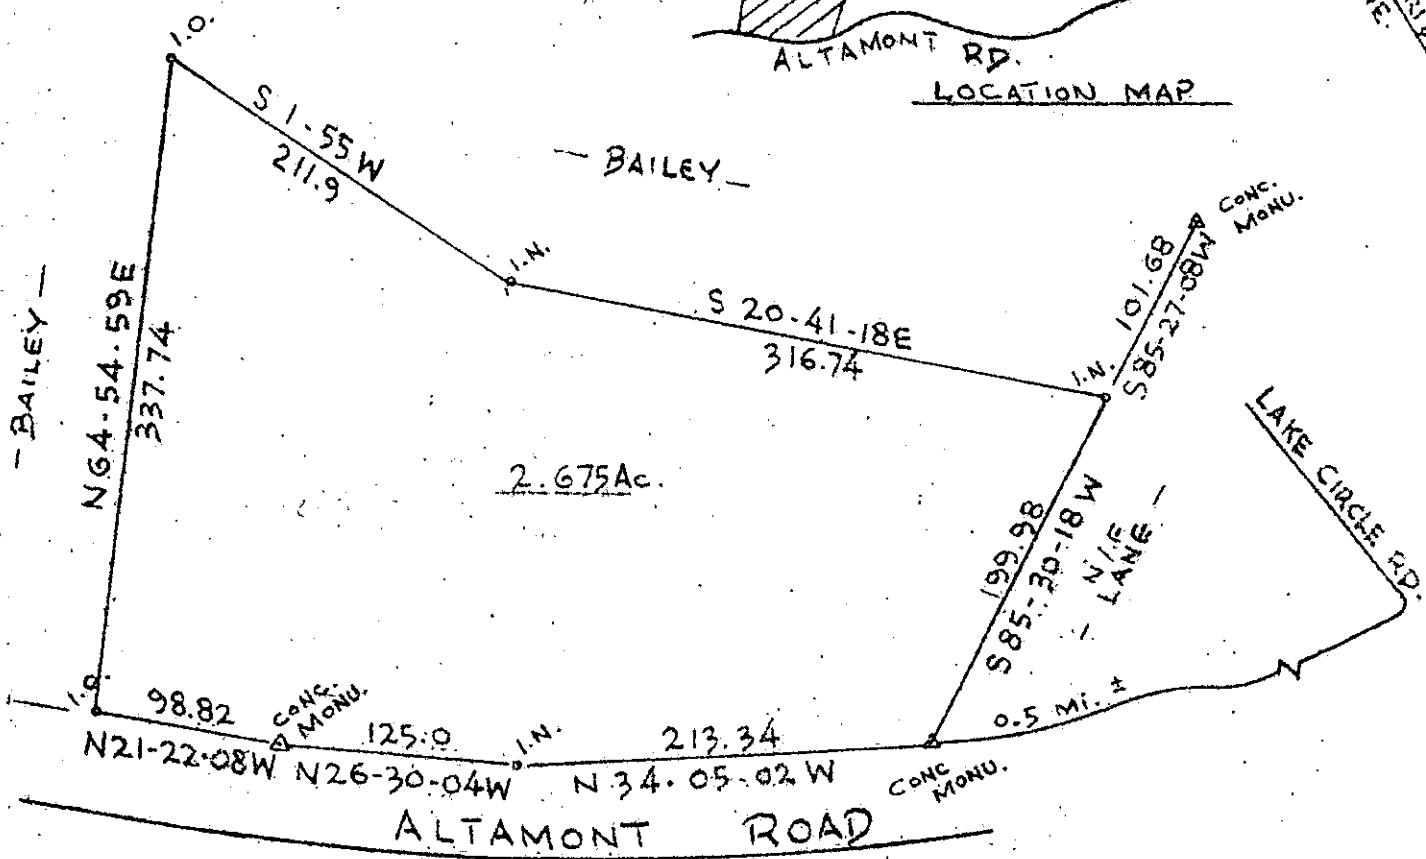 ALTAMONT RD.
LOCATION MAP
I.O.
S 1-55 W
211.9
— BAILEY —
I.N.
CONC.
MONU.
101.68
S 85-27-08W
— BAILEY —
N64-54-59E
337.74
S 20-41-18E
316.74
I.N.
LAKE CIRCLE RD.
2.675Ac.
199.98
S 85-30-18 W
N/F
— LANE —
I.O.
98.82
N21-22-08W
CONC.
MONU.
125.0
N26-30-04W
I.N.
213.34
N 34-05-02 W
CONC
MONU.
0.5 Mi. ±
ALTAMONT ROAD